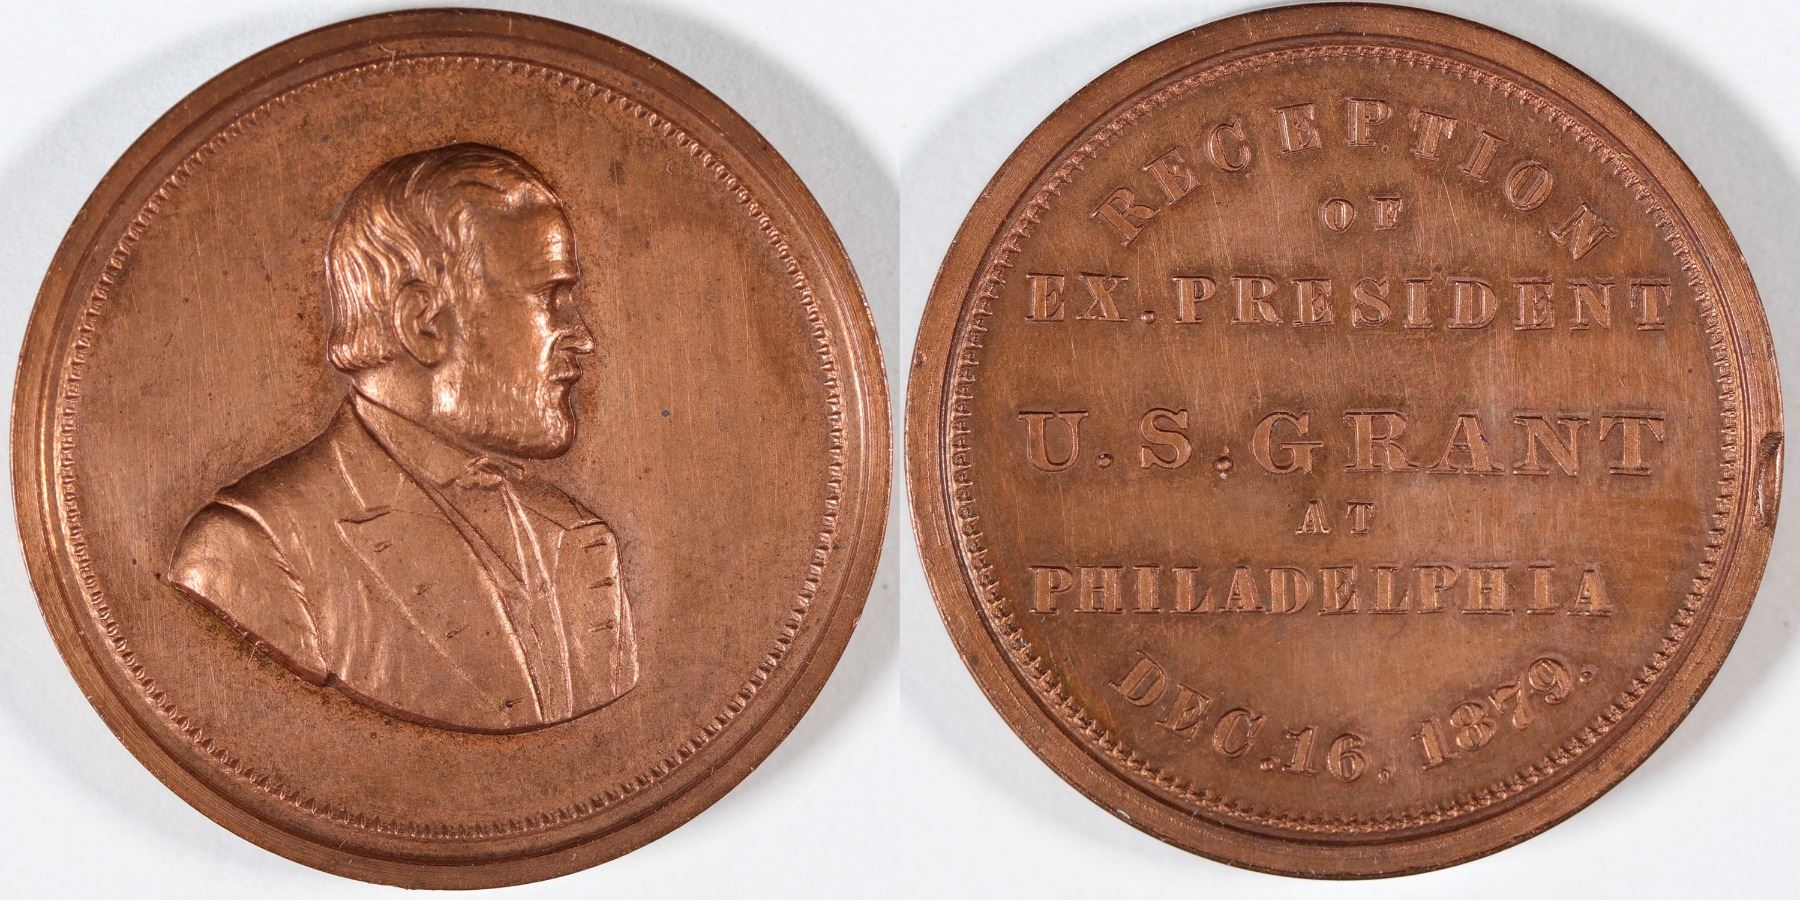 RECEPTION
OF
EX.PRESIDENT
U.S.GRANT
AT
PHILADELPHIA
DEC.16,1879.